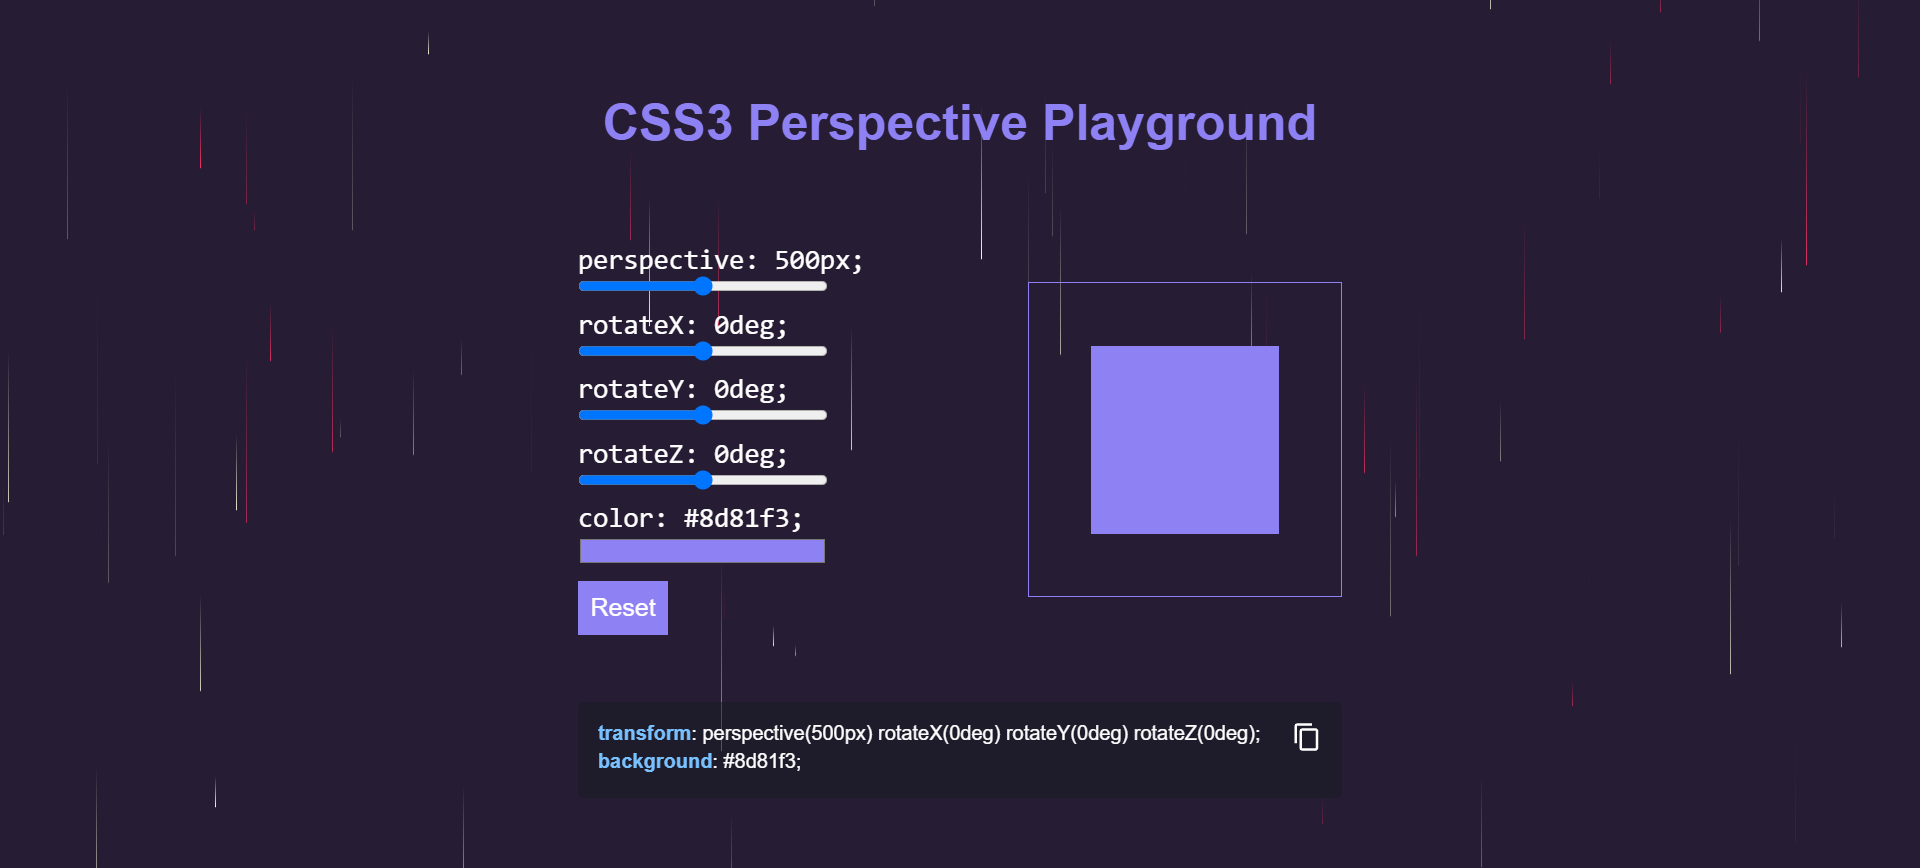 CSS3 Perspective Playground
perspective: 500px;
rotateX: 0deg;
rotateY: 0deg;
rotateZ: 0deg;
color: #8d81f3;
Reset
transform: perspective(500px) rotateX(0deg) rotateY(0deg) rotateZ(0deg);
background: #8d81f3;